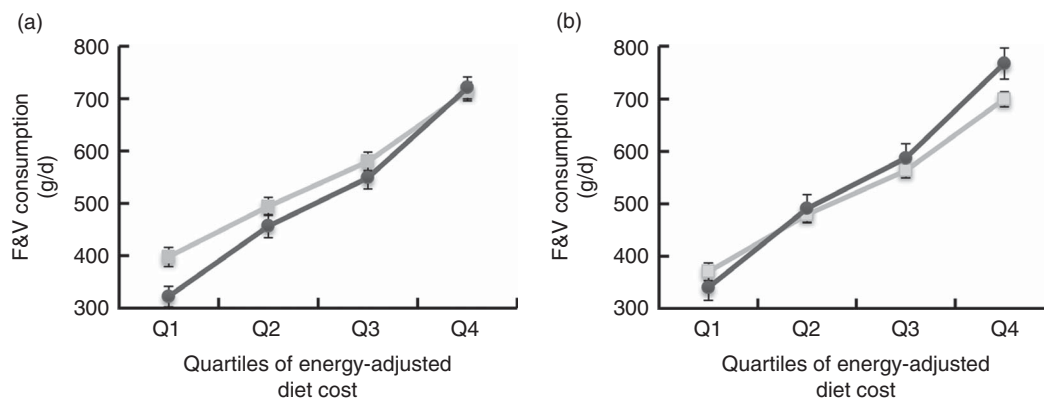 (a)
800
700
600
500
400
300
F&V consumption
(g/d)
Q1 Q2 Q3 Q4
Quartiles of energy-adjusted
diet cost
(b)
800
700
600
500
400
300
F&V consumption
(g/d)
Q1 Q2 Q3 Q4
Quartiles of energy-adjusted
diet cost